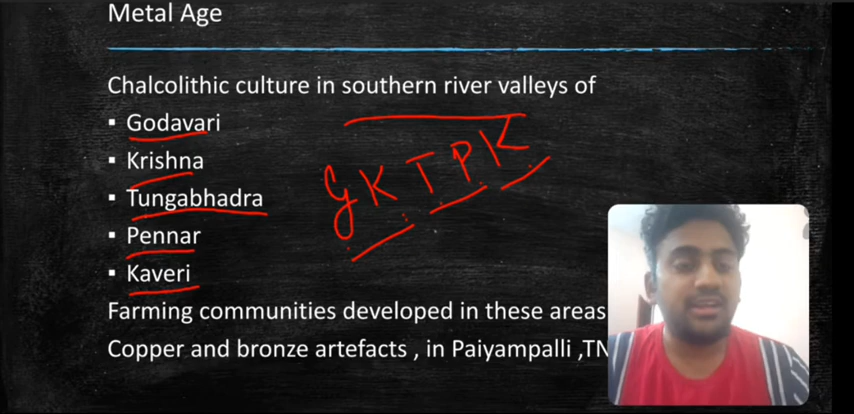 Metal Age
Chalcolithic culture in southern river valleys of
▪ Godavari
▪ Krishna
▪ Tungabhadra
▪ Pennar
▪ Kaveri
G K T P K
Farming communities developed in these areas
Copper and bronze artefacts , in Paiyampalli ,TN